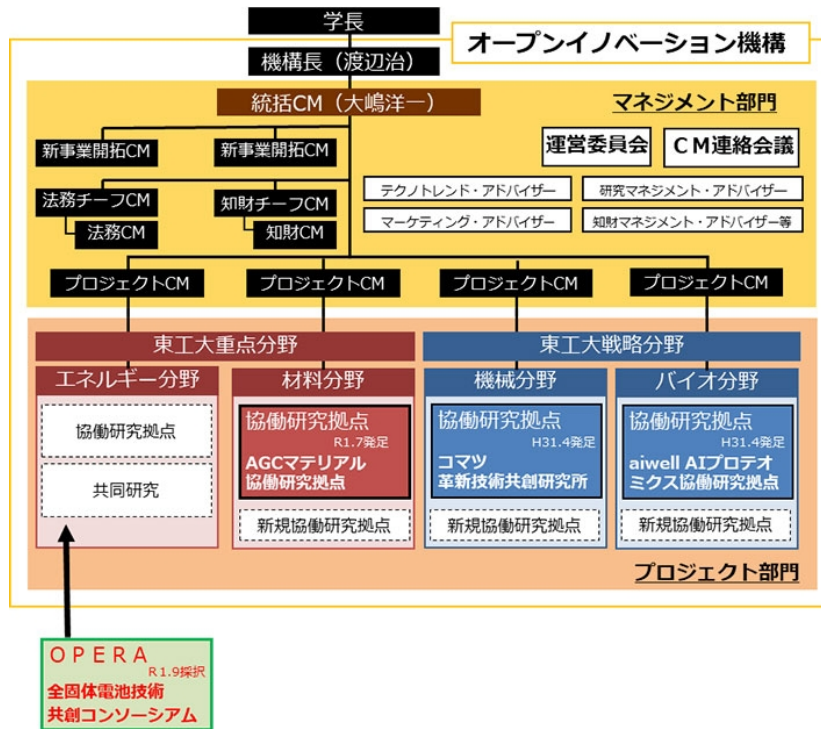 学長
オープンイノベーション機構
機構長（渡辺治）
統括CM（大嶋洋一）
マネジメント部門
新事業開拓CM
新事業開拓CM
運営委員会
ＣＭ連絡会議
法務チーフCM
知財チーフCM
法務CM
知財CM
テクノトレンド・アドバイザー
研究マネジメント・アドバイザー
マーケティング・アドバイザー
知財マネジメント・アドバイザー等
プロジェクトCM
プロジェクトCM
プロジェクトCM
プロジェクトCM
東工大重点分野
東工大戦略分野
エネルギー分野
協働研究拠点
共同研究
材料分野
協働研究拠点
R1.7発足
AGCマテリアル
協働研究拠点
新規協働研究拠点
機械分野
協働研究拠点
H31.4発足
コマツ
革新技術共創研究所
新規協働研究拠点
バイオ分野
協働研究拠点
H31.4発足
aiwell AIプロテオ
ミクス協働研究拠点
新規協働研究拠点
プロジェクト部門
ＯＰＥＲＡ
R1.9採択
全固体電池技術
共創コンソーシアム